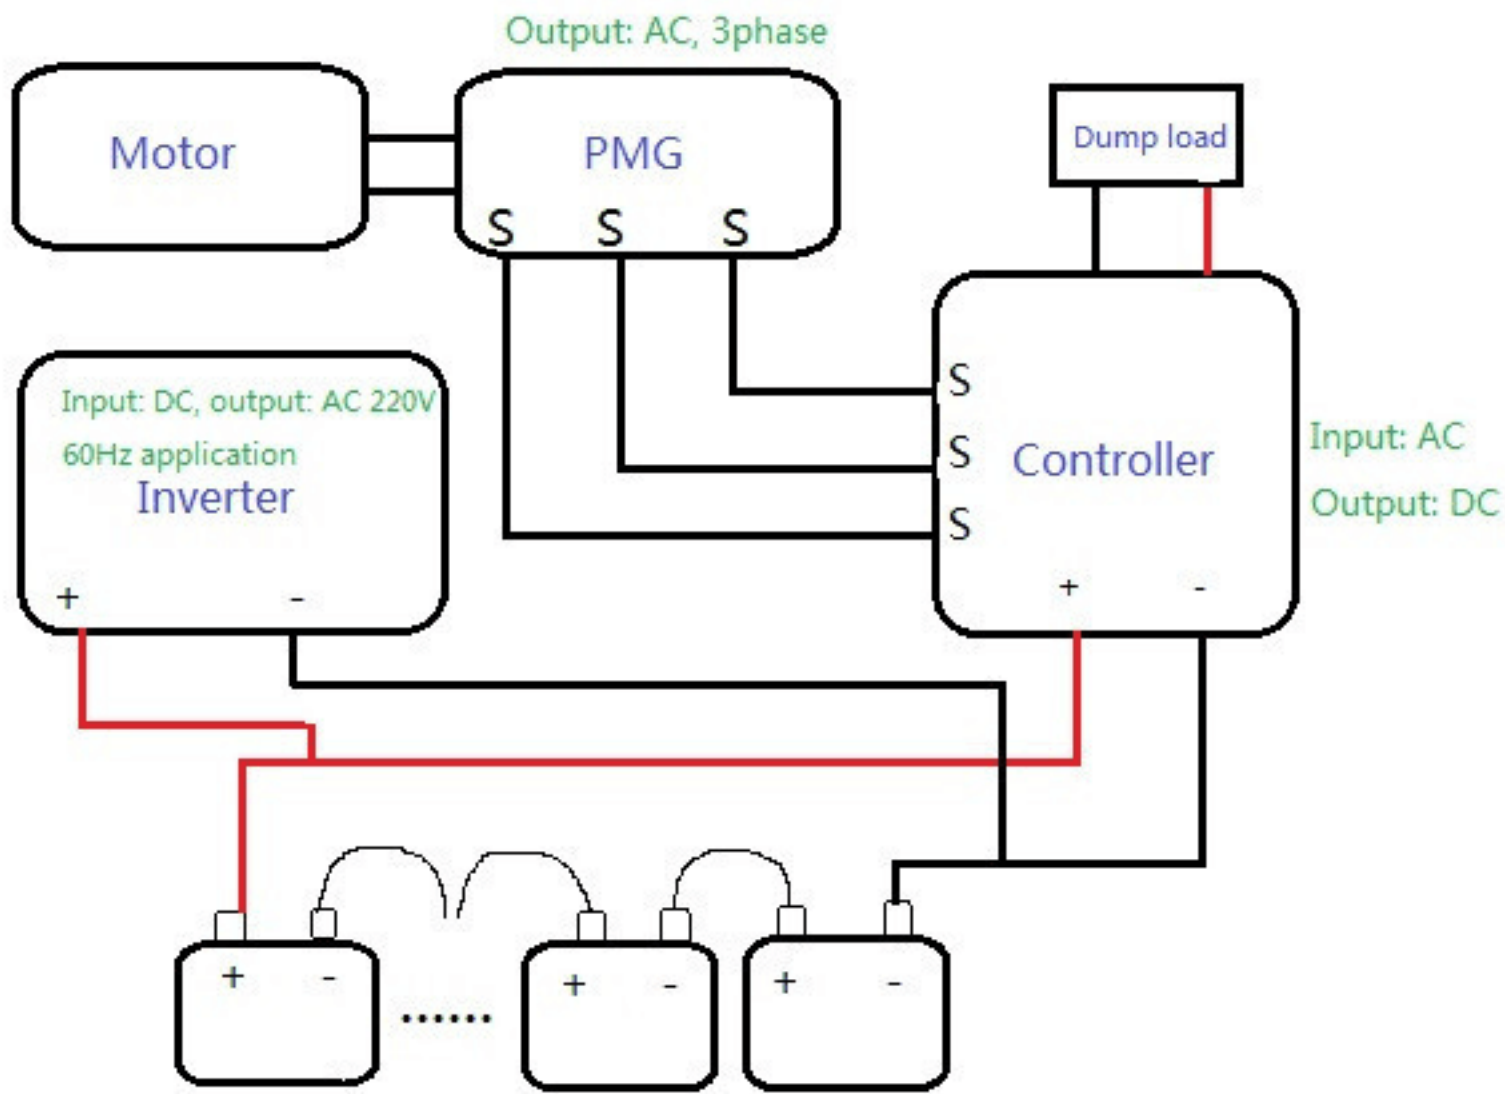 Output: AC, 3phase
Motor
PMG
S S S
Dump load
Input: DC, output: AC 220V
60Hz application
Inverter
+ -
S
S
S
Controller
+ -
Input: AC
Output: DC
+ - ...... + - + -